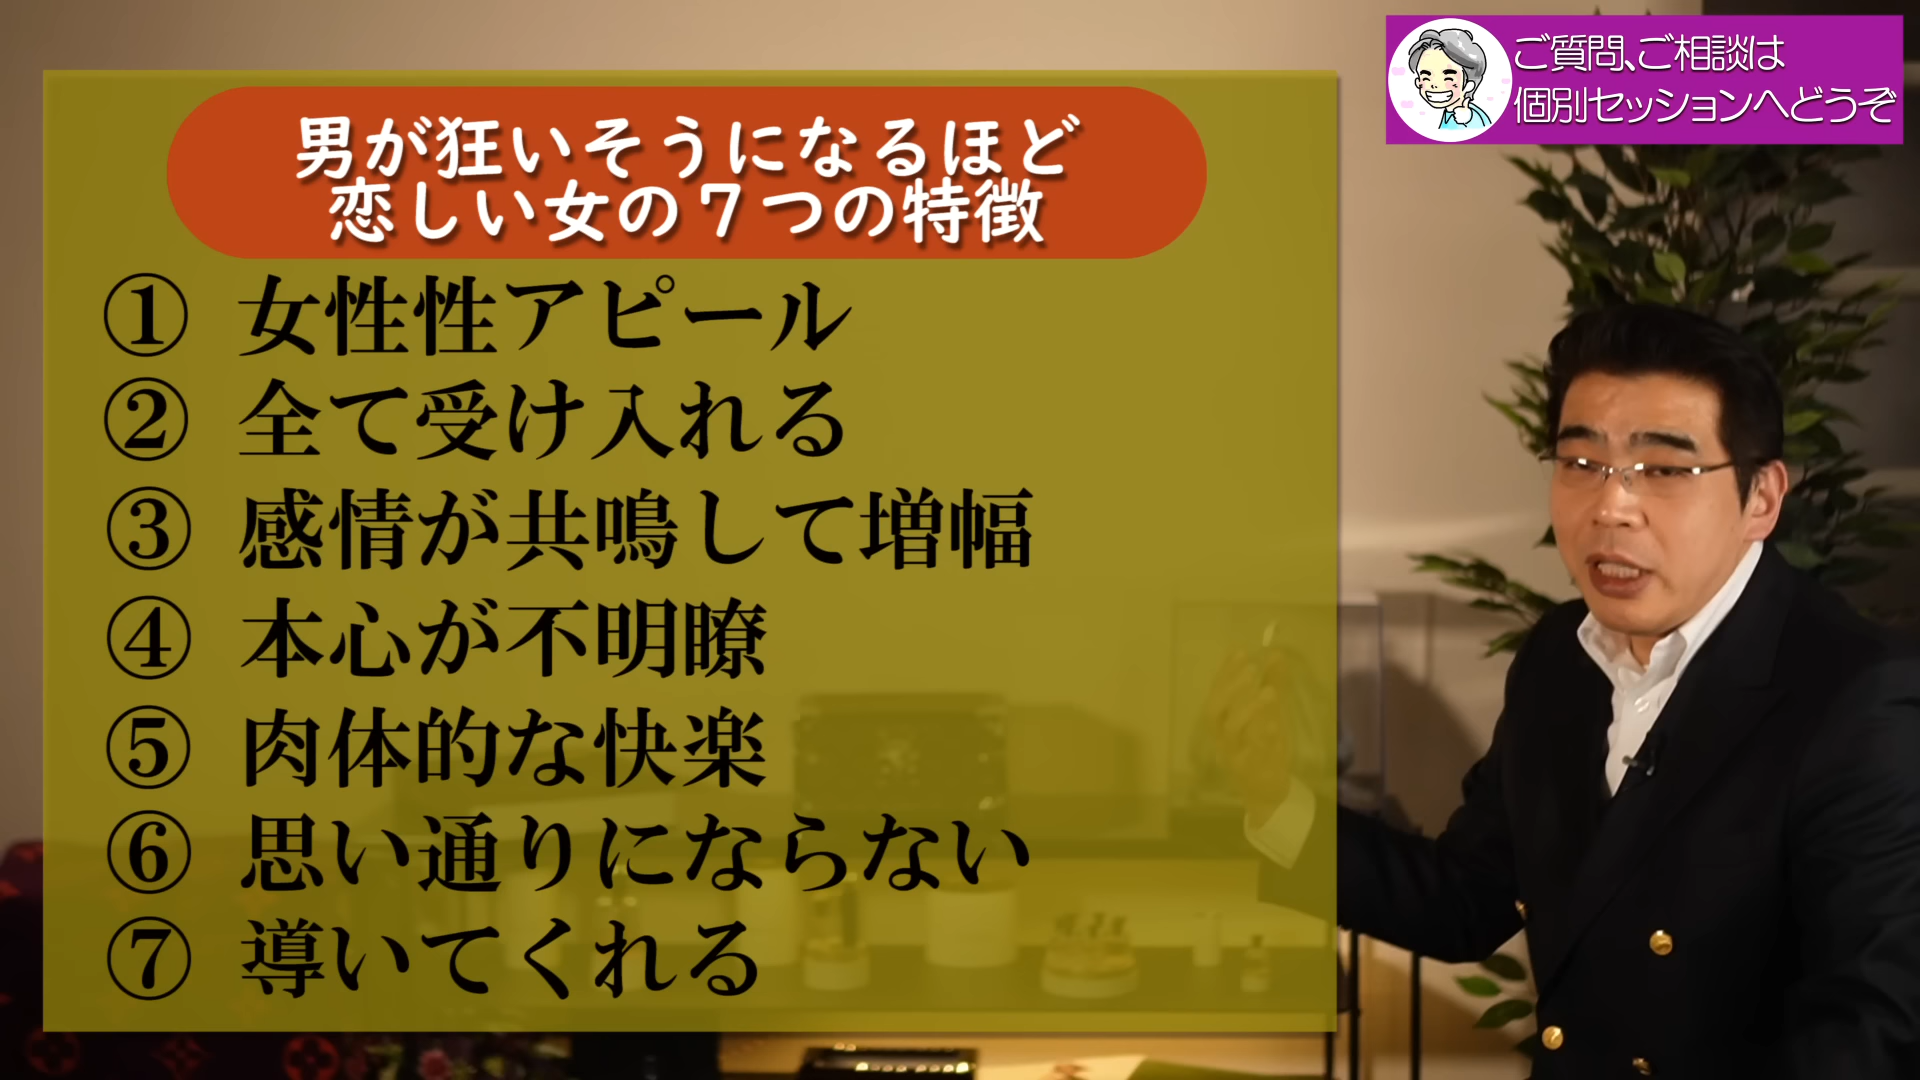 ご質問、ご相談は
個別セッションへどうぞ
男が狂いそうになるほど
恋しい女の７つの特徴
① 女性性アピール
② 全て受け入れる
③ 感情が共鳴して増幅
④ 本心が不明瞭
⑤ 肉体的な快楽
⑥ 思い通りにならない
⑦ 導いてくれる